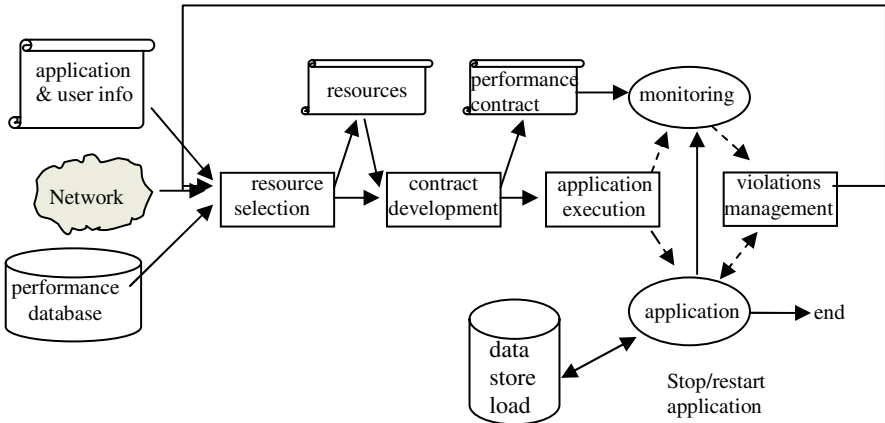 application
& user info
resources
performance
contract
monitoring
Network
resource
selection
contract
development
application
execution
violations
management
performance
database
application
end
data
store
load
Stop/restart
application